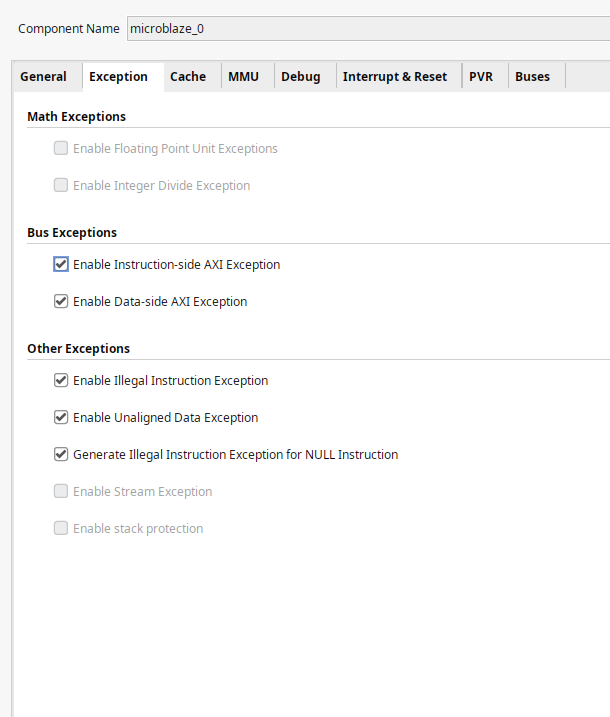 Component Name microblaze_0
General Exception Cache MMU Debug Interrupt & Reset PVR Buses
Math Exceptions
Enable Floating Point Unit Exceptions
Enable Integer Divide Exception
Bus Exceptions
Enable Instruction-side AXI Exception
Enable Data-side AXI Exception
Other Exceptions
Enable Illegal Instruction Exception
Enable Unaligned Data Exception
Generate Illegal Instruction Exception for NULL Instruction
Enable Stream Exception
Enable stack protection